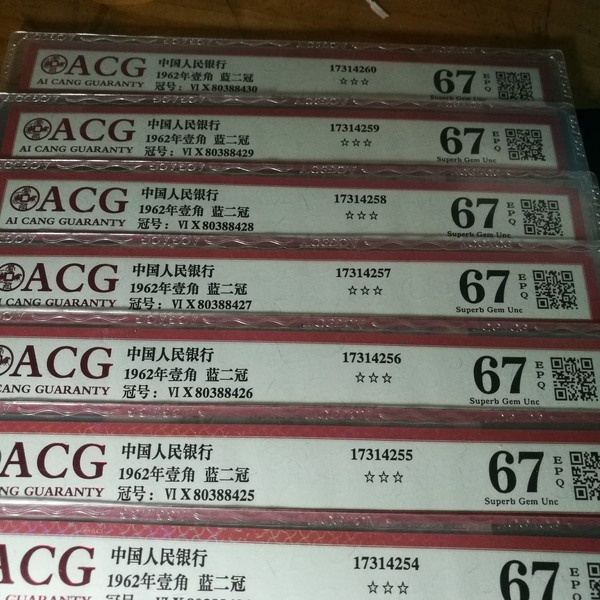 ACG
AI CANG GUARANTY
中国人民银行
1962年壹角 蓝二冠
冠号: VI X 80388430
17314260
☆☆☆
67
EPQ
Superb Gem Unc
ACG
AI CANG GUARANTY
中国人民银行
1962年壹角 蓝二冠
冠号: VI X 80388429
17314259
☆☆☆
67
EPQ
Superb Gem Unc
ACG
AI CANG GUARANTY
中国人民银行
1962年壹角 蓝二冠
冠号: VI X 80388428
17314258
☆☆☆
67
EPQ
Superb Gem Unc
ACG
AI CANG GUARANTY
中国人民银行
1962年壹角 蓝二冠
冠号: VI X 80388427
17314257
☆☆☆
67
EPQ
Superb Gem Unc
ACG
CANG GUARANTY
中国人民银行
1962年壹角 蓝二冠
冠号: VI X 80388426
17314256
☆☆☆
67
EPQ
Superb Gem Unc
ACG
CANG GUARANTY
中国人民银行
1962年壹角 蓝二冠
冠号: VI X 80388425
17314255
☆☆☆
67
EPQ
Superb Gem Unc
ACG
中国人民银行
1962年壹角 蓝二冠
17314254
☆☆☆
67